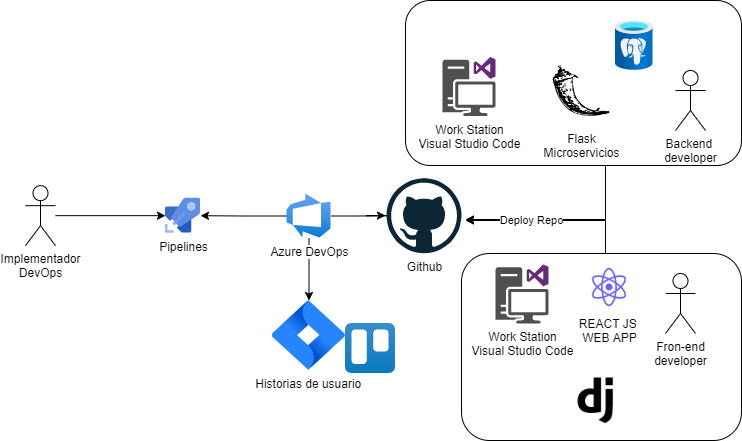 Work Station
Visual Studio Code
Flask
Microservicios
Backend
developer
Implementador
DevOps
Pipelines
Azure DevOps
Github
Deploy Repo
Historias de usuario
Work Station
Visual Studio Code
REACT JS
WEB APP
Fron-end
developer
dj